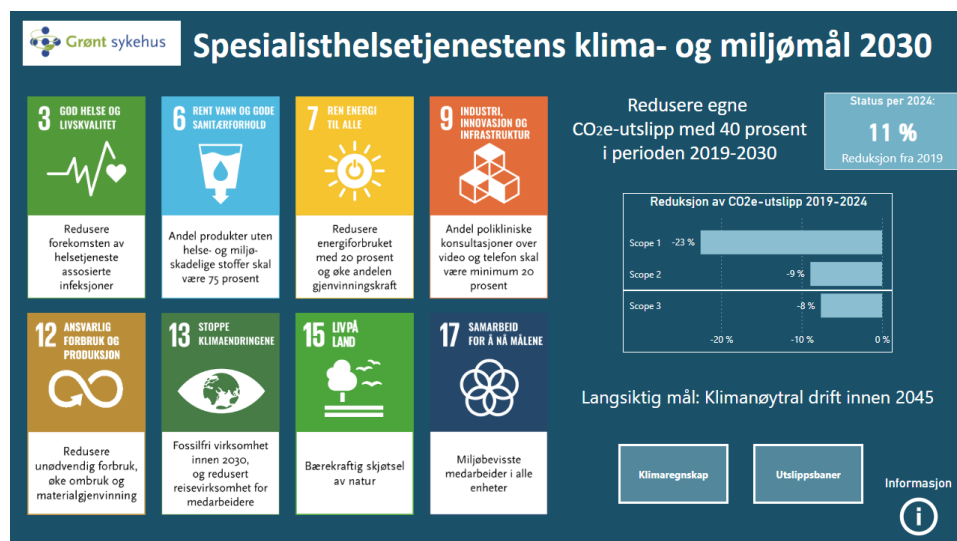 Grønt sykehus
Spesialisthelsetjenestens klima- og miljømål 2030
3 GOD HELSE OG
LIVSKVALITET
Redusere
forekomsten av
helsetjeneste
assosierte
infeksjoner
6 RENT VANN OG GODE
SANITÆRFORHOLD
Andel produkter uten
helse- og miljø-
skadelige stoffer skal
være 75 prosent
7 REN ENERGI
TIL ALLE
Redusere
energiforbruket
med 20 prosent
og øke andelen
gjenvinningskraft
9 INDUSTRI,
INNOVASJON OG
INFRASTRUKTUR
Andel polikliniske
konsultasjoner over
video og telefon skal
være minimum 20
prosent
12 ANSVARLIG
FORBRUK OG
PRODUKSJON
Redusere
unødvendig forbruk,
øke ombruk og
materialgjenvinning
13 STOPPE
KLIMAENDRINGENE
Fossilfri virksomhet
innen 2030,
og redusert
reisevirksomhet for
medarbeidere
15 LIV PÅ
LAND
Bærekraftig skjøtsel
av natur
17 SAMARBEID
FOR Å NÅ MÅLENE
Miljøbevisste
medarbeider i alle
enheter
Redusere egne
CO2e-utslipp med 40 prosent
i perioden 2019-2030
Status per 2024:
11 %
Reduksjon fra 2019
Reduksjon av CO2e-utslipp 2019-2024
Scope 1 -23 %
Scope 2 -9 %
Scope 3 -8 %
-20 % -10 % 0 %
Langsiktig mål: Klimanøytral drift innen 2045
Klimaregnskap
Utslippsbaner
Informasjon
i